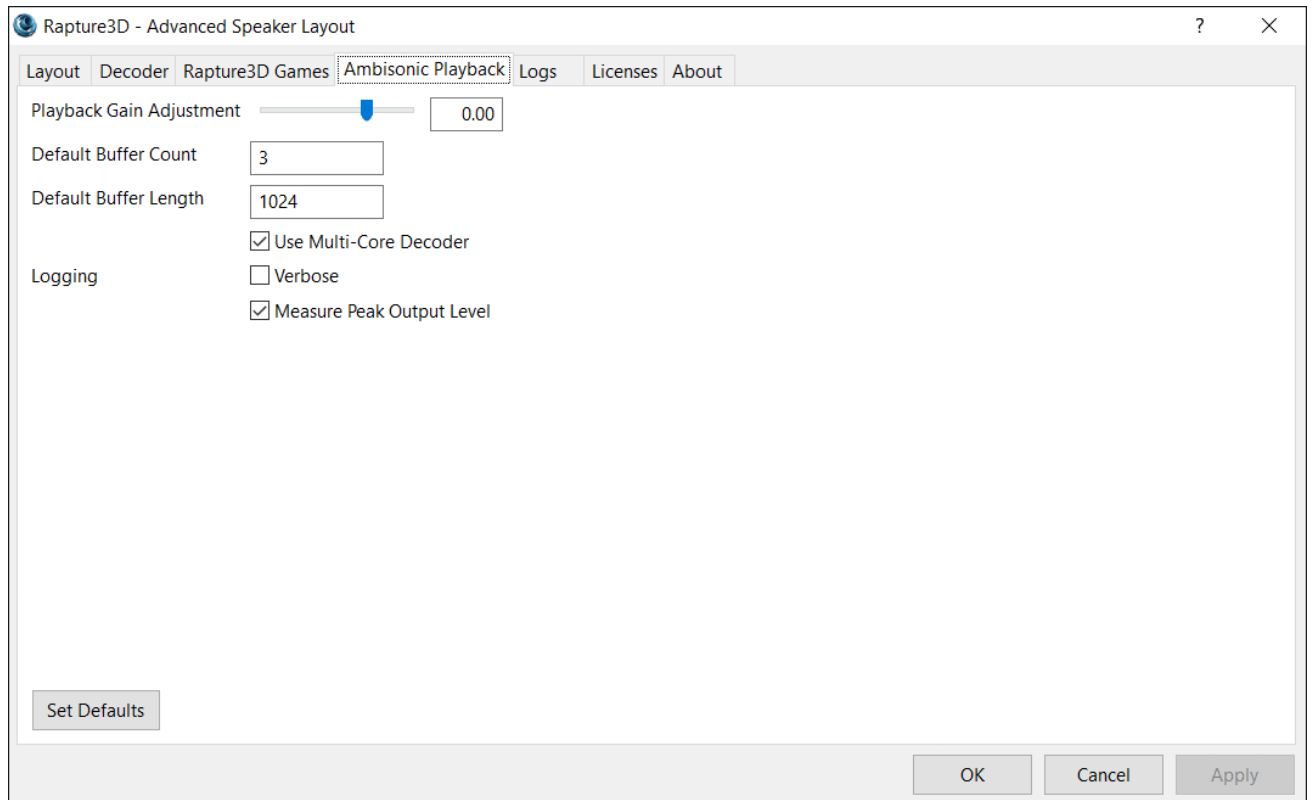 Rapture3D - Advanced Speaker Layout ?
Layout Decoder Rapture3D Games Ambisonic Playback Logs Licenses About
Playback Gain Adjustment 0.00
Default Buffer Count 3
Default Buffer Length 1024
Use Multi-Core Decoder
Logging Verbose
Measure Peak Output Level
Set Defaults
OK Cancel Apply